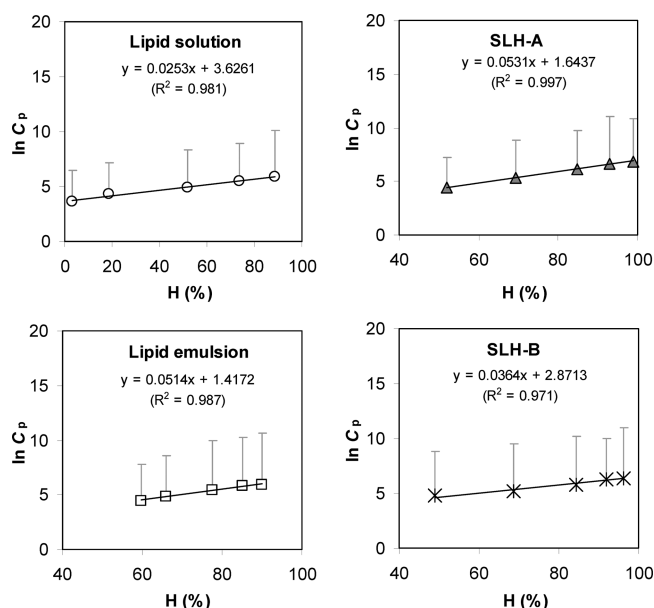 Lipid solution
y = 0.0253x + 3.6261
(R² = 0.981)
20
15
10
5
0
ln Cp
0 20 40 60 80 100
H (%)
SLH-A
y = 0.0531x + 1.6437
(R² = 0.997)
20
15
10
5
0
ln Cp
40 60 80 100
H (%)
Lipid emulsion
y = 0.0514x + 1.4172
(R² = 0.987)
20
15
10
5
0
ln Cp
40 60 80 100
H (%)
SLH-B
y = 0.0364x + 2.8713
(R² = 0.971)
20
15
10
5
0
ln Cp
40 60 80 100
H (%)